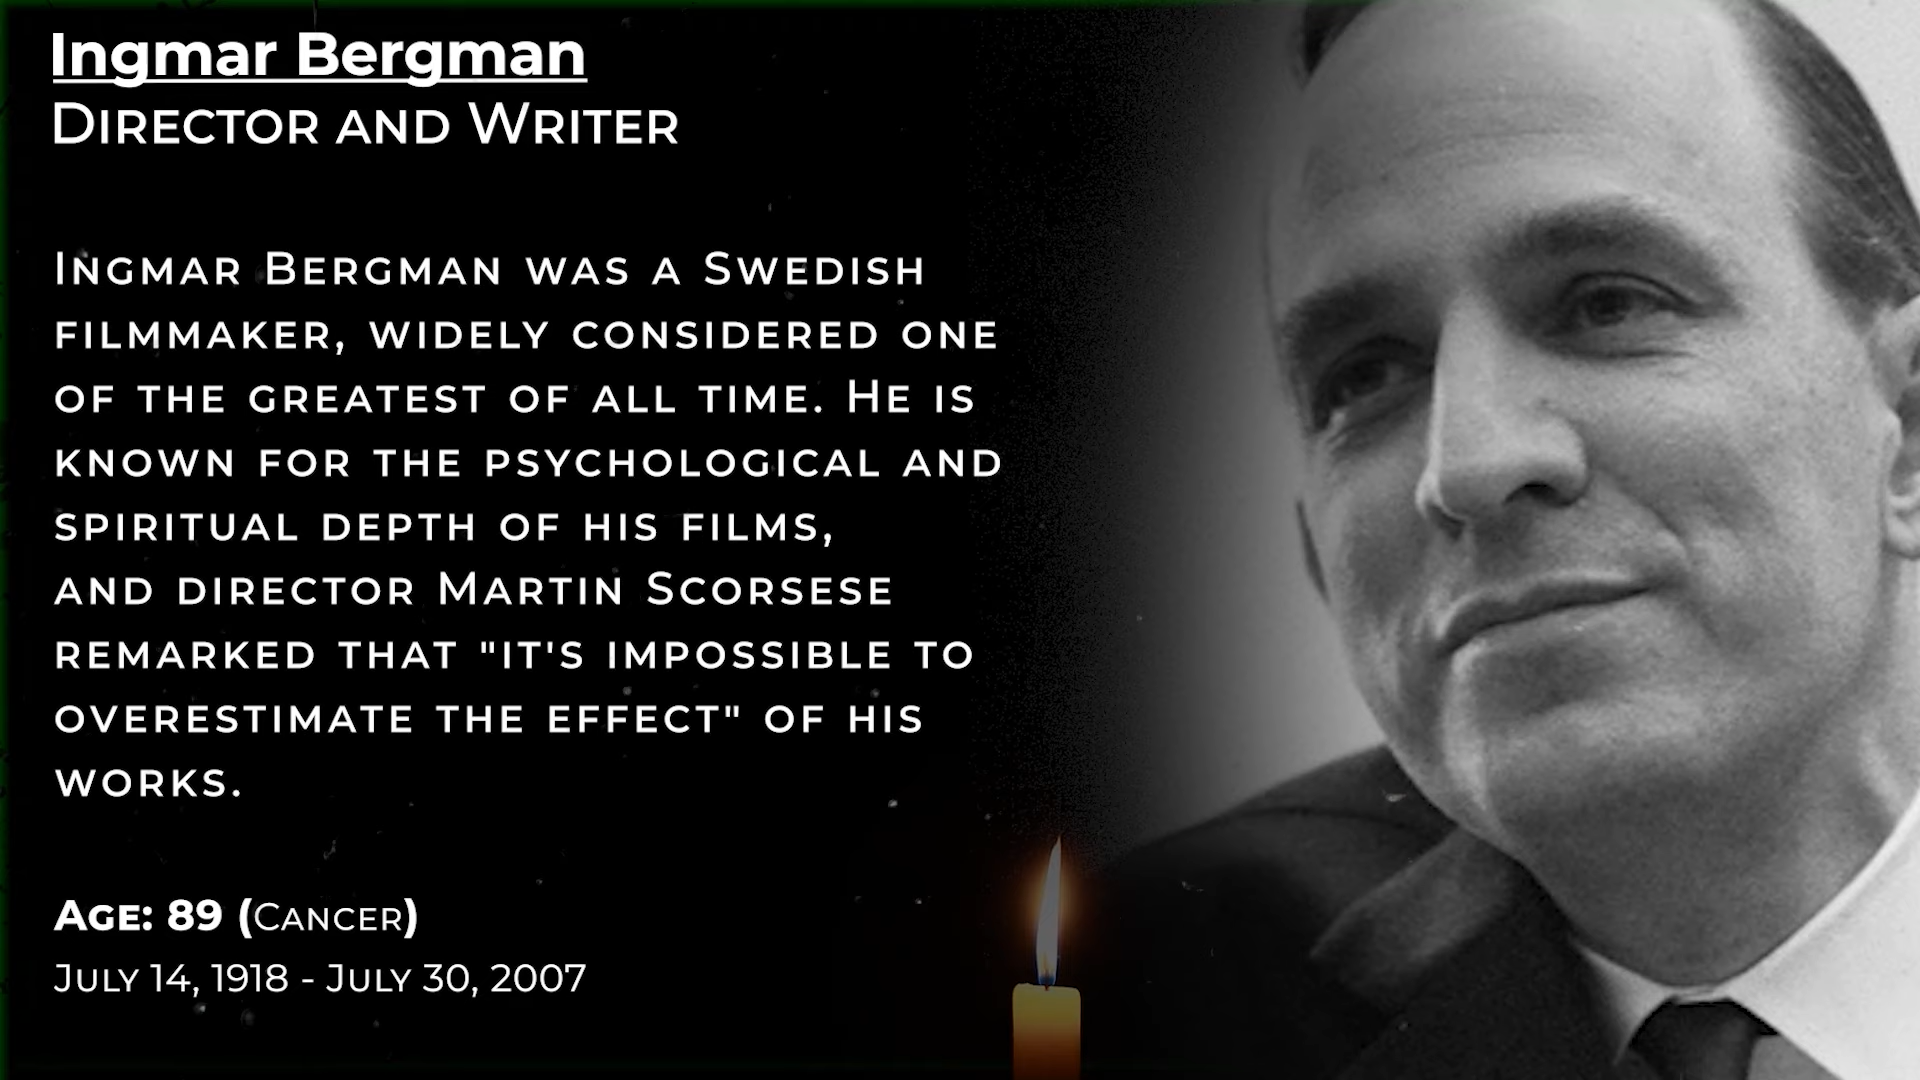 Ingmar Bergman
Director and Writer
Ingmar Bergman was a Swedish
filmmaker, widely considered one
of the greatest of all time. He is
known for the psychological and
spiritual depth of his films,
and director Martin Scorsese
remarked that "it's impossible to
overestimate the effect" of his
works.
Age: 89 (Cancer)
July 14, 1918 - July 30, 2007